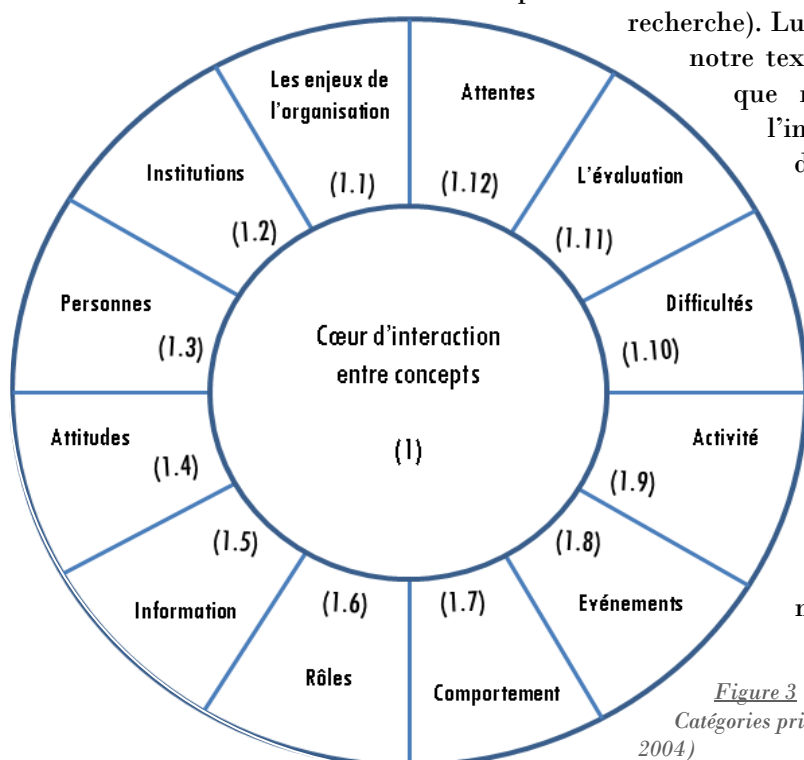 recherche). Lu
notre tex
que
l'in
d
Les enjeux de
l'organisation
(1.1)
Attentes
(1.12)
Institutions
(1.2)
L'évaluation
(1.11)
Personnes
(1.3)
Difficultés
(1.10)
Cœur d'interaction
entre concepts
(1)
Attitudes
(1.4)
Activité
(1.9)
Information
(1.5)
Evénements
(1.8)
Rôles
(1.6)
Comportement
(1.7)
Figure 3
Catégories pri
2004)